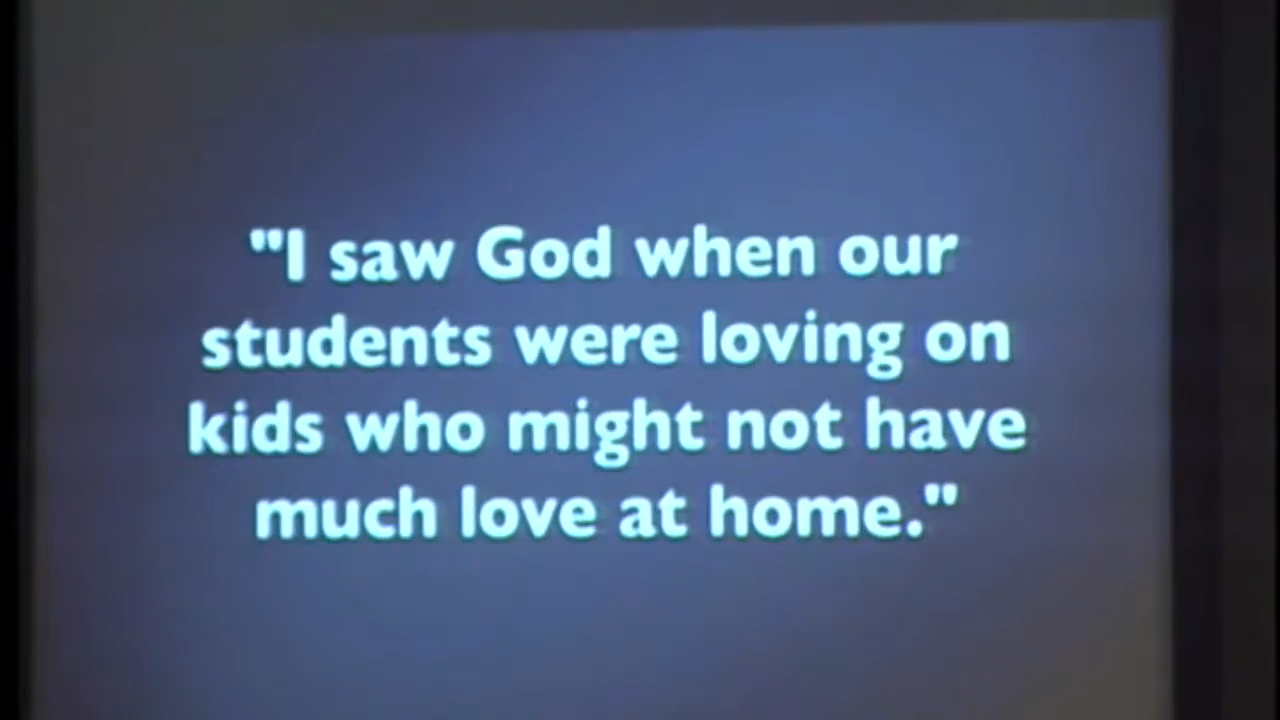 "I saw God when our
students were loving on
kids who might not have
much love at home."